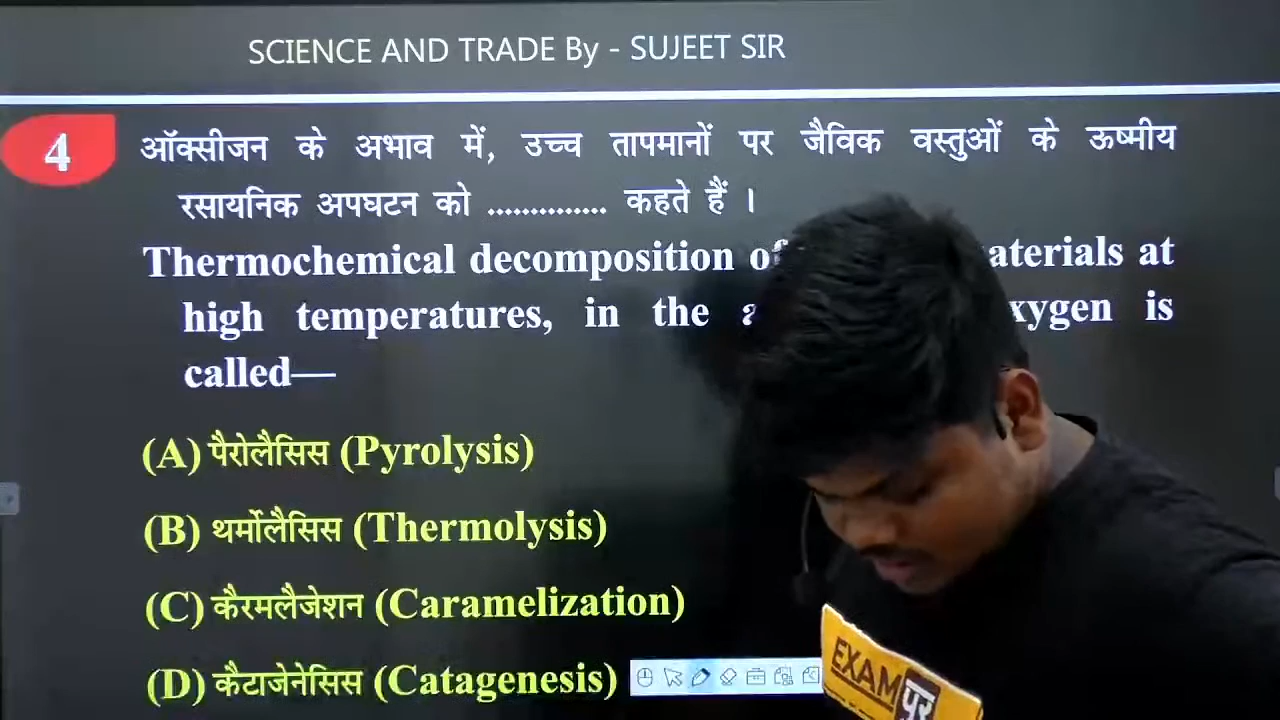 SCIENCE AND TRADE By - SUJEET SIR
4 ऑक्सीजन के अभाव में, उच्च तापमानों पर जैविक वस्तुओं के ऊष्मीय
रसायनिक अपघटन को ............... कहते हैं ।
Thermochemical decomposition of aterials at
high temperatures, in the a xygen is
called—
(A) पैरोलैसिस (Pyrolysis)
(B) थर्मोलैसिस (Thermolysis)
(C) कैरमलैजेशन (Caramelization)
(D) कैटाजेनेसिस (Catagenesis)
EXAM पुर